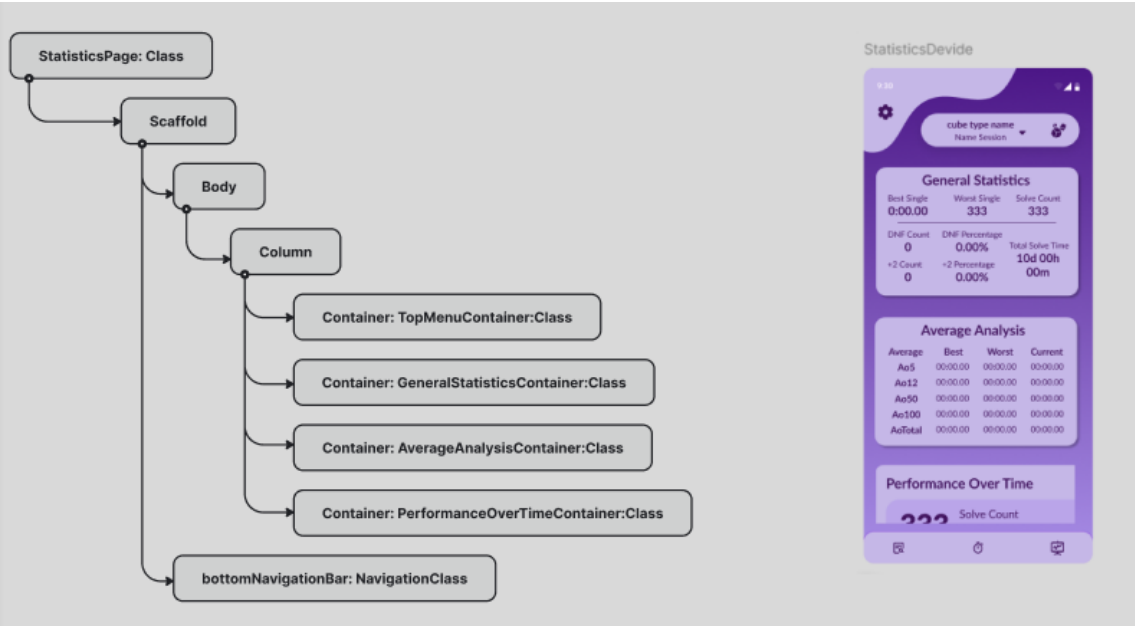 StatisticsPage: Class
Scaffold
Body
Column
Container: TopMenuContainer:Class
Container: GeneralStatisticsContainer:Class
Container: AverageAnalysisContainer:Class
Container: PerformanceOverTimeContainer:Class
bottomNavigationBar: NavigationClass
StatisticsDevide
9:30
cube type name
Name Session
General Statistics
Best Single Worst Single Solve Count
0:00.00 333 333
DNF Count DNF Percentage
0 0.00%
Total Solve Time
10d 00h
00m
+2 Count +2 Percentage
0 0.00%
Average Analysis
Average Best Worst Current
Ao5 00:00.00 00:00.00 00:00.00
Ao12 00:00.00 00:00.00 00:00.00
Ao50 00:00.00 00:00.00 00:00.00
Ao100 00:00.00 00:00.00 00:00.00
AoTotal 00:00.00 00:00.00 00:00.00
Performance Over Time
333 Solve Count